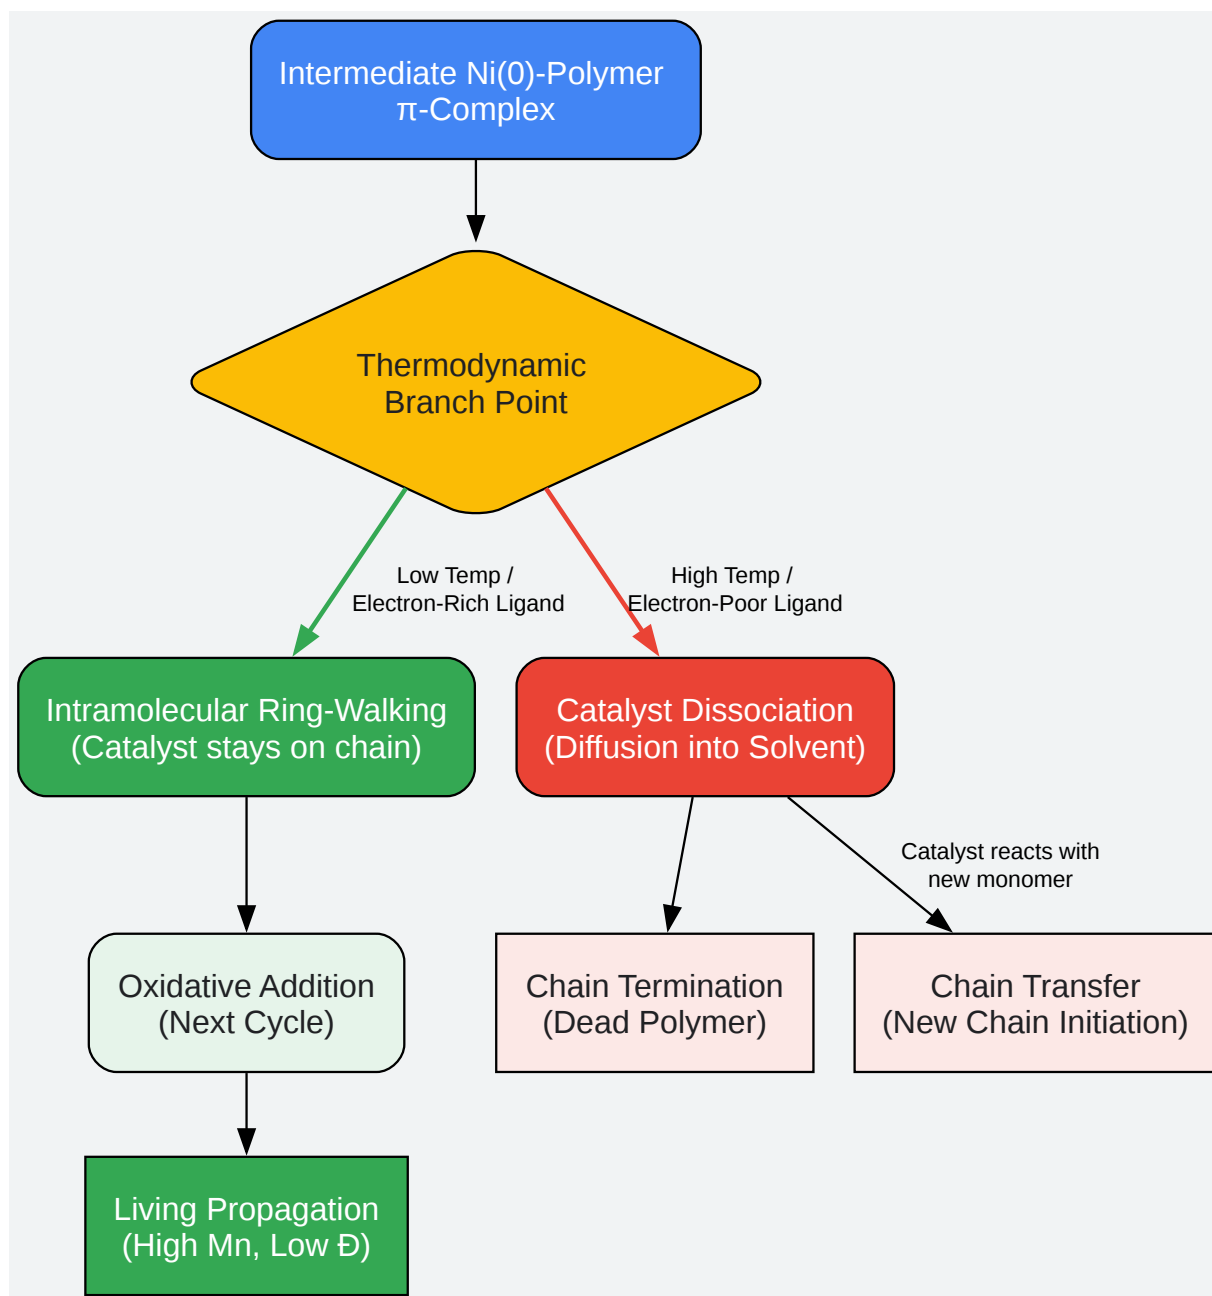 Intermediate Ni(0)-Polymer
π-Complex
Thermodynamic
Branch Point
Low Temp /
Electron-Rich Ligand
High Temp /
Electron-Poor Ligand
Intramolecular Ring-Walking
(Catalyst stays on chain)
Catalyst Dissociation
(Diffusion into Solvent)
Catalyst reacts with
new monomer
Oxidative Addition
(Next Cycle)
Chain Termination
(Dead Polymer)
Chain Transfer
(New Chain Initiation)
Living Propagation
(High Mn, Low Đ)